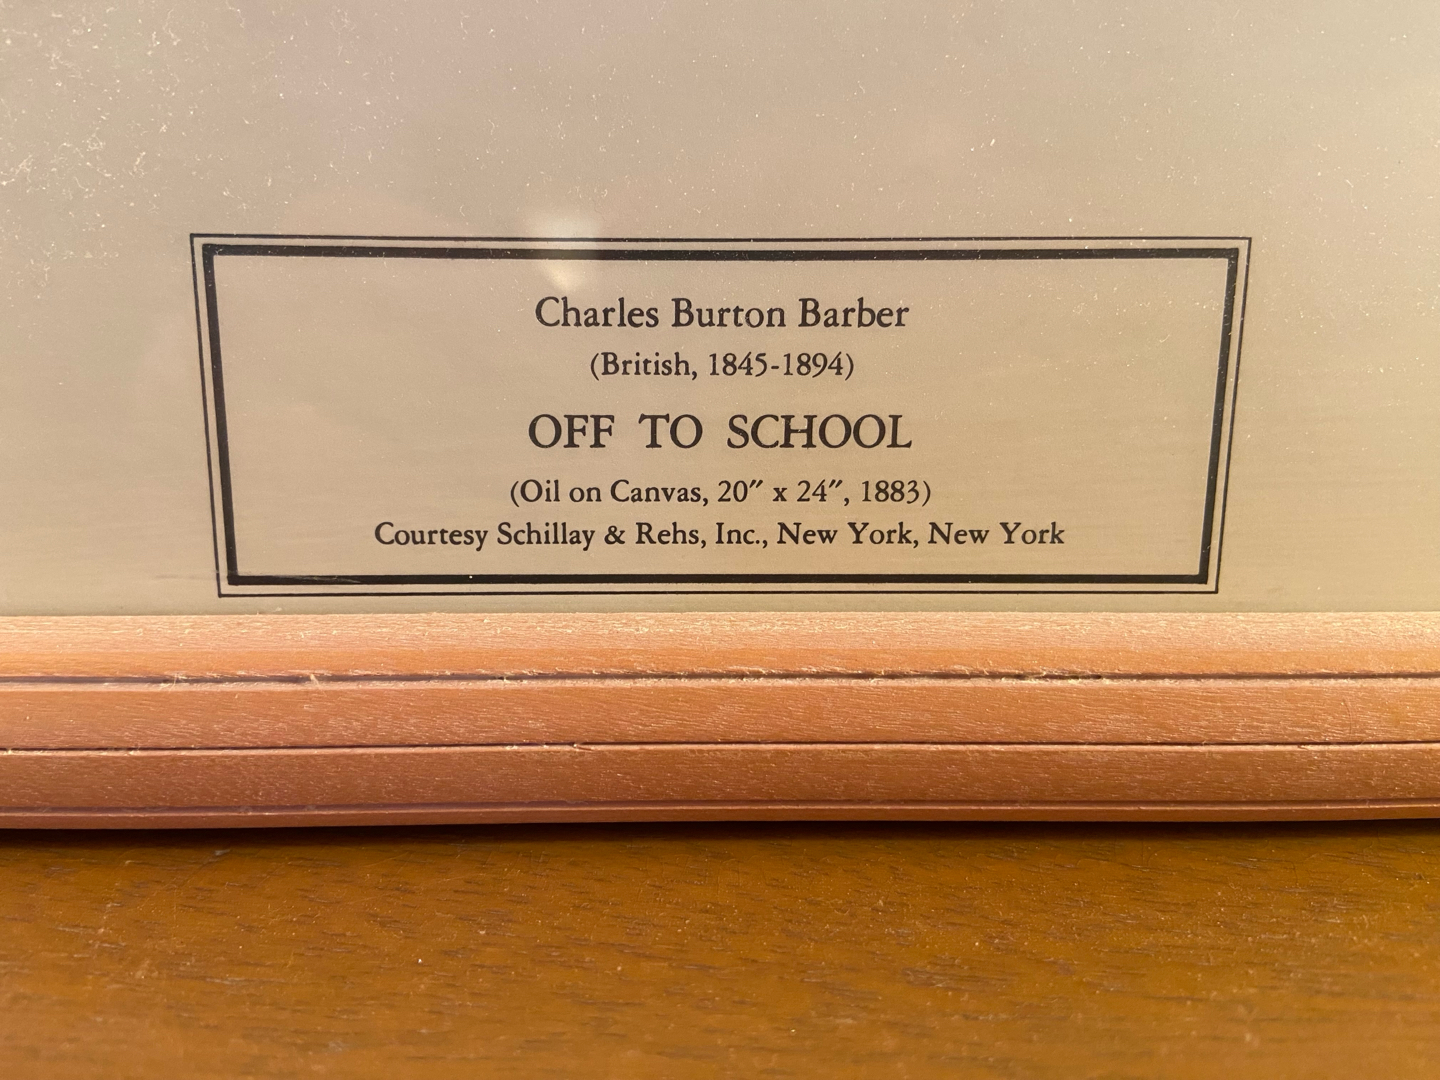 Charles Burton Barber
(British, 1845-1894)
OFF TO SCHOOL
(Oil on Canvas, 20″ x 24″, 1883)
Courtesy Schillay & Rehs, Inc., New York, New York